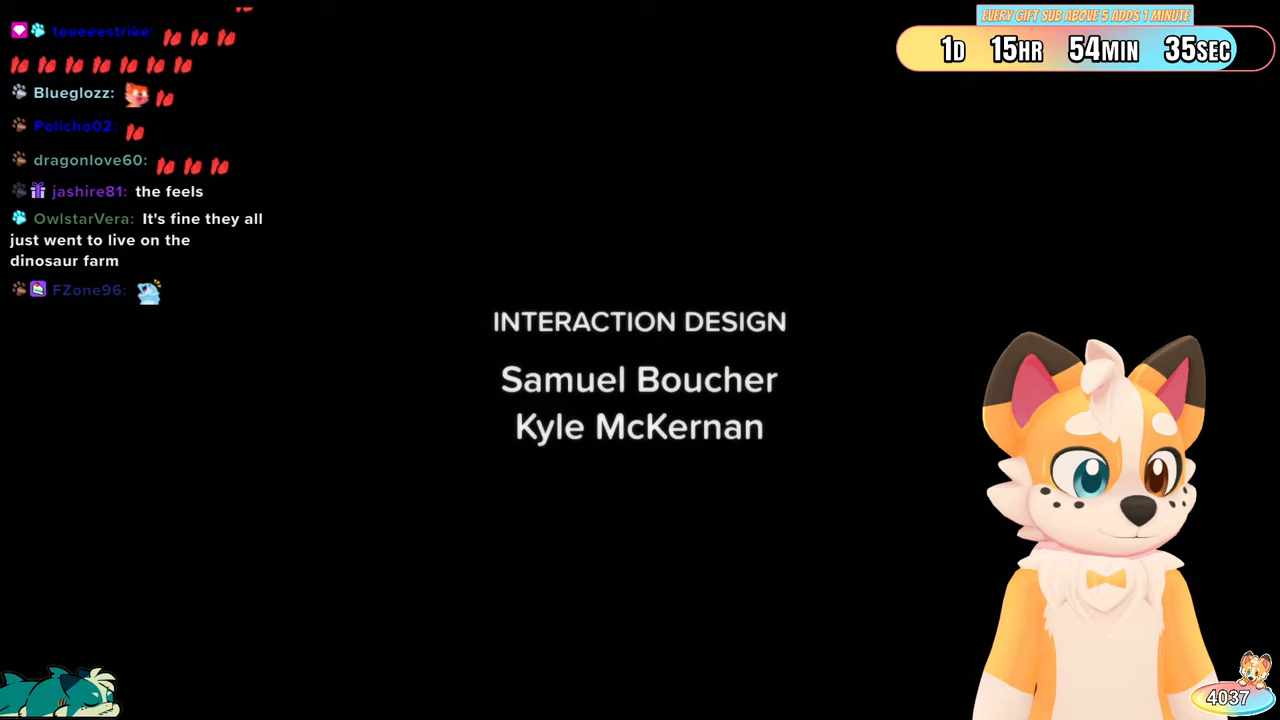 EVERY GIFT SUB ABOVE 5 ADDS 1 MINUTE
1D 15HR 54MIN 35SEC
teeeeestrike:
Blueglozz:
Policho02:
dragonlove60:
jashire81: the feels
OwlstarVera: It's fine they all
just went to live on the
dinosaur farm
FZone96:
INTERACTION DESIGN
Samuel Boucher
Kyle McKernan
4037